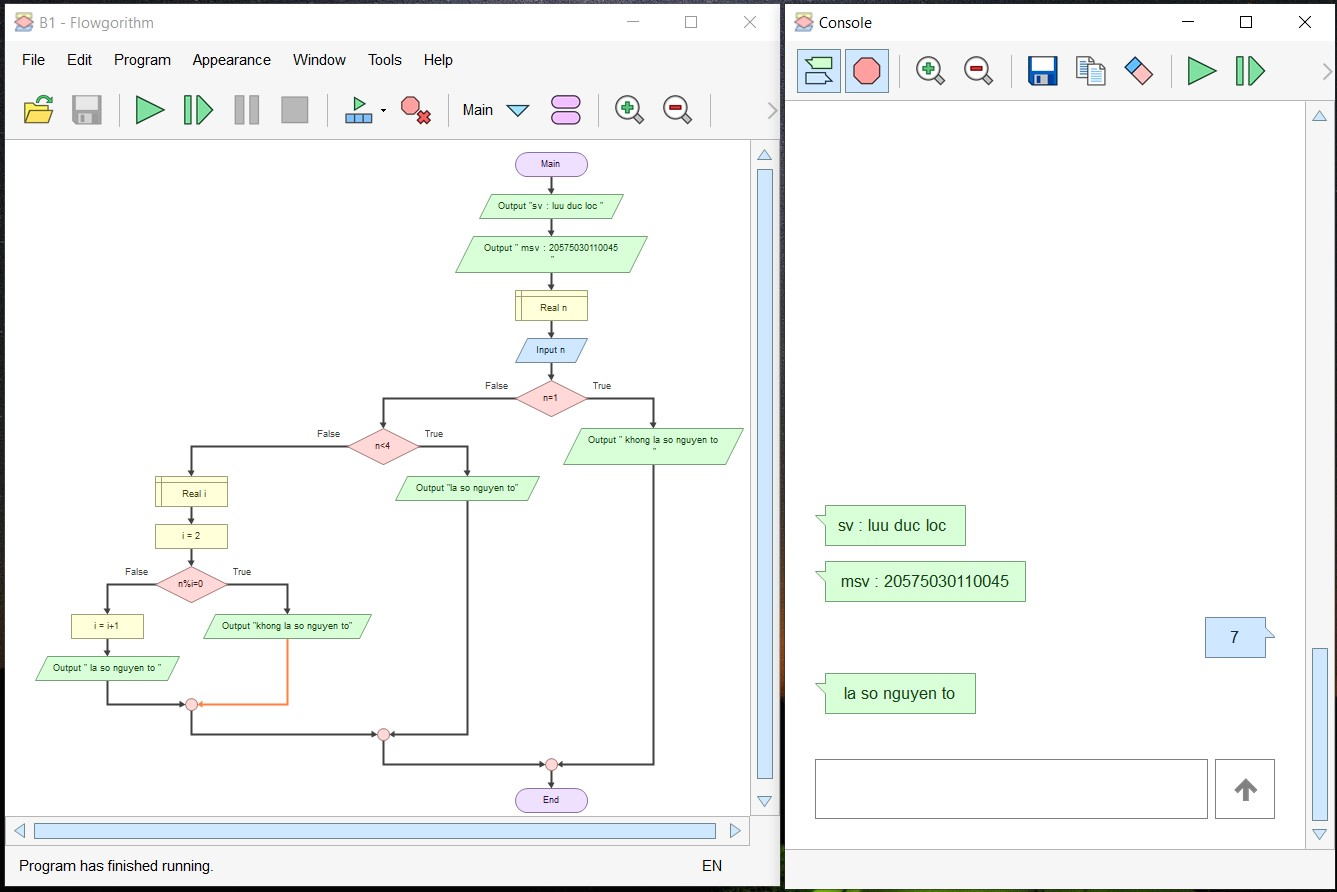 B1 - Flowgorithm
File Edit Program Appearance Window Tools Help
Main
Main
Output "sv : luu duc loc "
Output " msv : 20575030110045
"
Real n
Input n
False
True
n=1
False
True
n<4
Output " khong la so nguyen to
"
Real i
Output "la so nguyen to"
i = 2
False
True
n%i=0
i = i+1
Output "khong la so nguyen to"
Output " la so nguyen to "
End
Program has finished running.
EN
Console
sv : luu duc loc
msv : 20575030110045
7
la so nguyen to